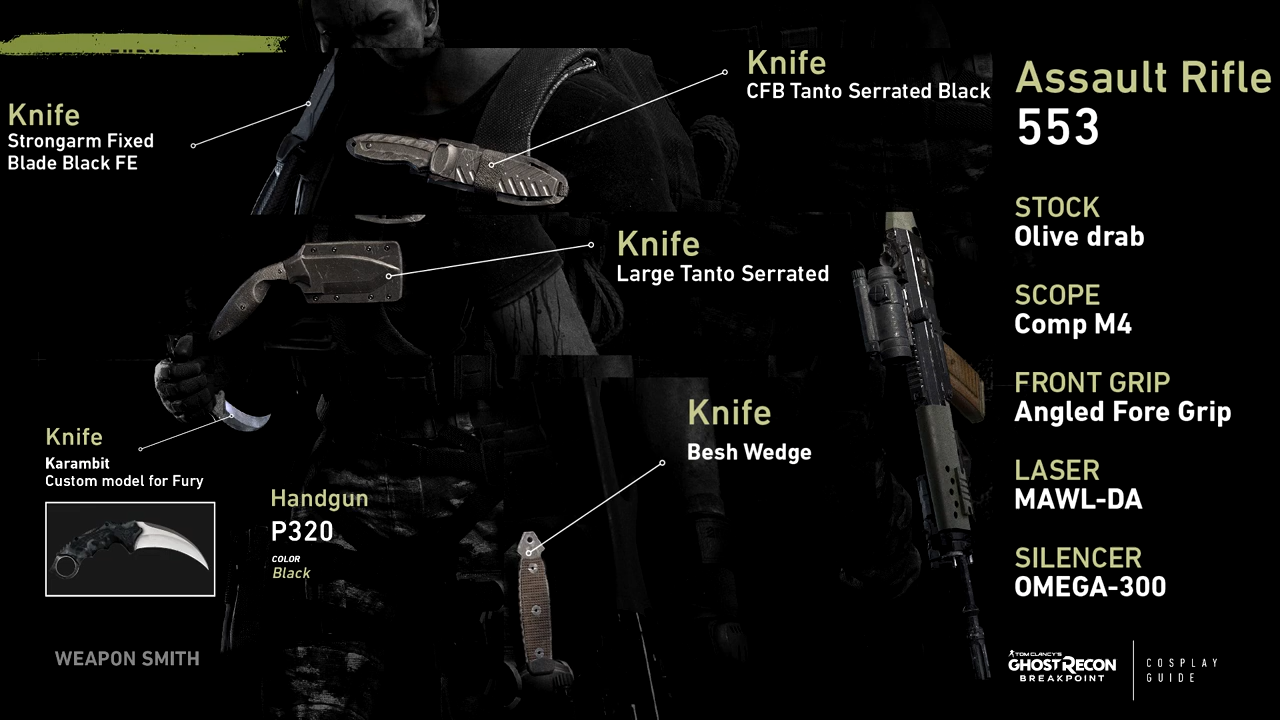 Knife
Strongarm Fixed
Blade Black FE
Knife
CFB Tanto Serrated Black
Knife
Large Tanto Serrated
Knife
Karambit
Custom model for Fury
Handgun
P320
COLOR
Black
Knife
Besh Wedge
WEAPON SMITH
Assault Rifle
553
STOCK
Olive drab
SCOPE
Comp M4
FRONT GRIP
Angled Fore Grip
LASER
MAWL-DA
SILENCER
OMEGA-300
TOM CLANCY'S
GHOST RECON
BREAKPOINT
COSPLAY
GUIDE